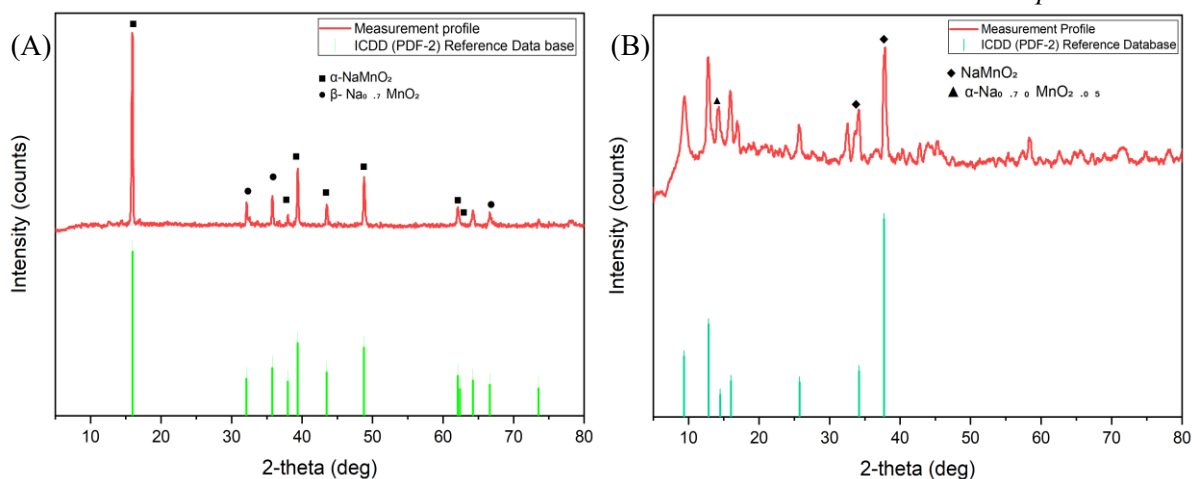 (A)
Measurement profile
ICDD (PDF-2) Reference Data base
α-NaMnO₂
β- Na₀ .₇ MnO₂
Intensity (counts)
10 20 30 40 50 60 70 80
2-theta (deg)
(B)
Measurement Profile
ICDD (PDF-2) Reference Database
NaMnO₂
α-Na₀ .₇ ₀ MnO₂ .₀ ₅
Intensity (counts)
10 20 30 40 50 60 70 80
2-theta (deg)